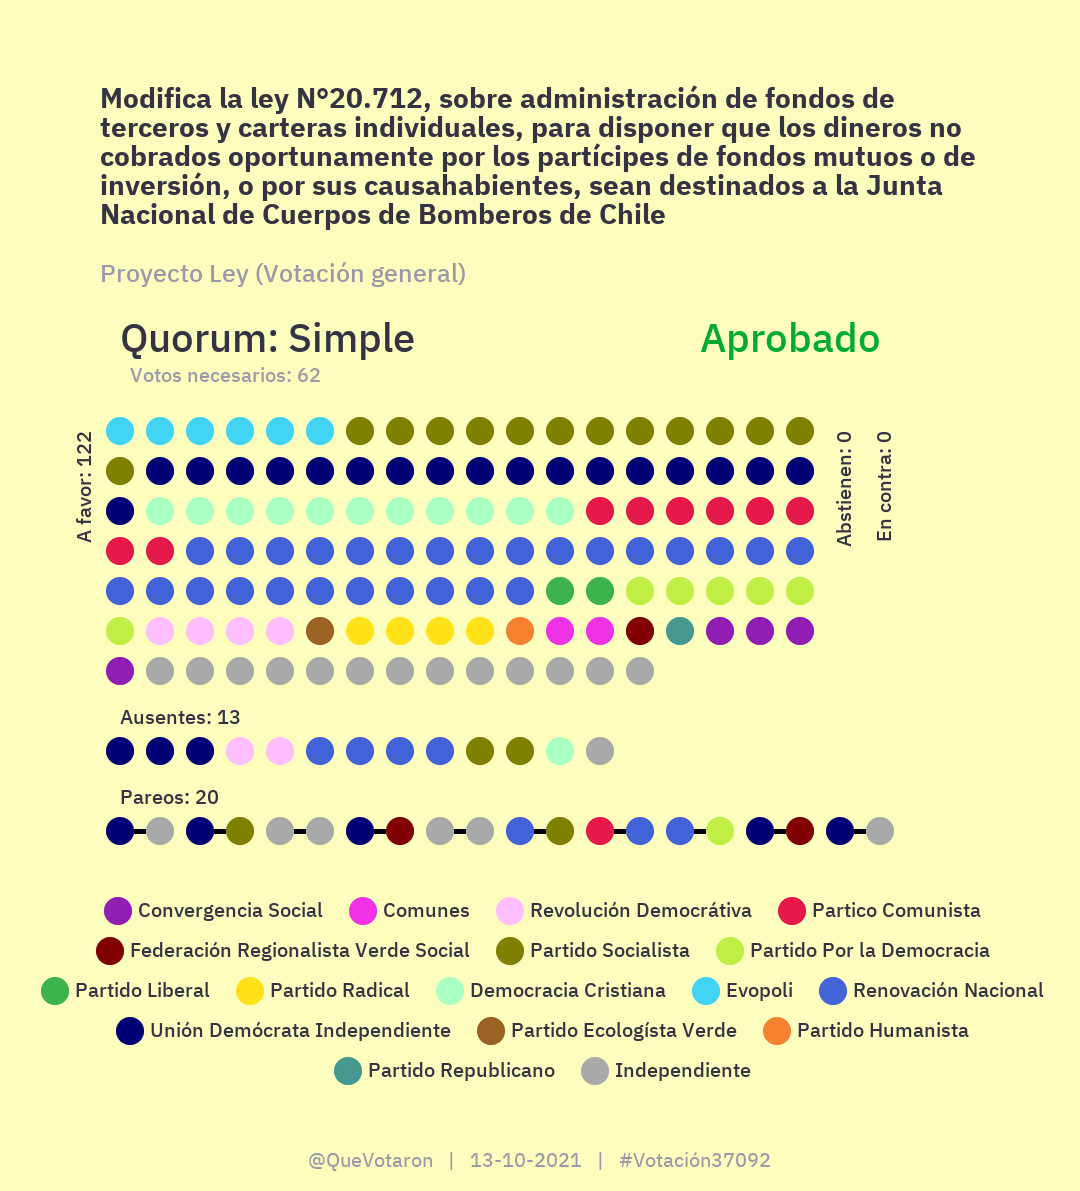 Modifica la ley N°20.712, sobre administración de fondos de
terceros y carteras individuales, para disponer que los dineros no
cobrados oportunamente por los partícipes de fondos mutuos o de
inversión, o por sus causahabientes, sean destinados a la Junta
Nacional de Cuerpos de Bomberos de Chile
Proyecto Ley (Votación general)
Quorum: Simple
Aprobado
Votos necesarios: 62
A favor: 122
Abstienen: 0
En contra: 0
Ausentes: 13
Pareos: 20
Convergencia Social
Comunes
Revolución Democrátiva
Partico Comunista
Federación Regionalista Verde Social
Partido Socialista
Partido Por la Democracia
Partido Liberal
Partido Radical
Democracia Cristiana
Evopoli
Renovación Nacional
Unión Demócrata Independiente
Partido Ecologísta Verde
Partido Humanista
Partido Republicano
Independiente
@QueVotaron | 13-10-2021 | #Votación37092